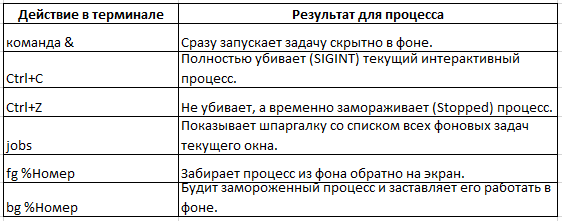 Действие в терминале Результат для процесса
команда & Сразу запускает задачу скрытно в фоне.
Полностью убивает (SIGINT) текущий интерактивный
Ctrl+C процесс.
Ctrl+Z Не убивает, а временно замораживает (Stopped) процесс.
Показывает шпаргалку со списком всех фоновых задач
jobs текущего окна.
fg %Номер Забирает процесс из фона обратно на экран.
Будит замороженный процесс и заставляет его работать в
bg %Номер фоне.